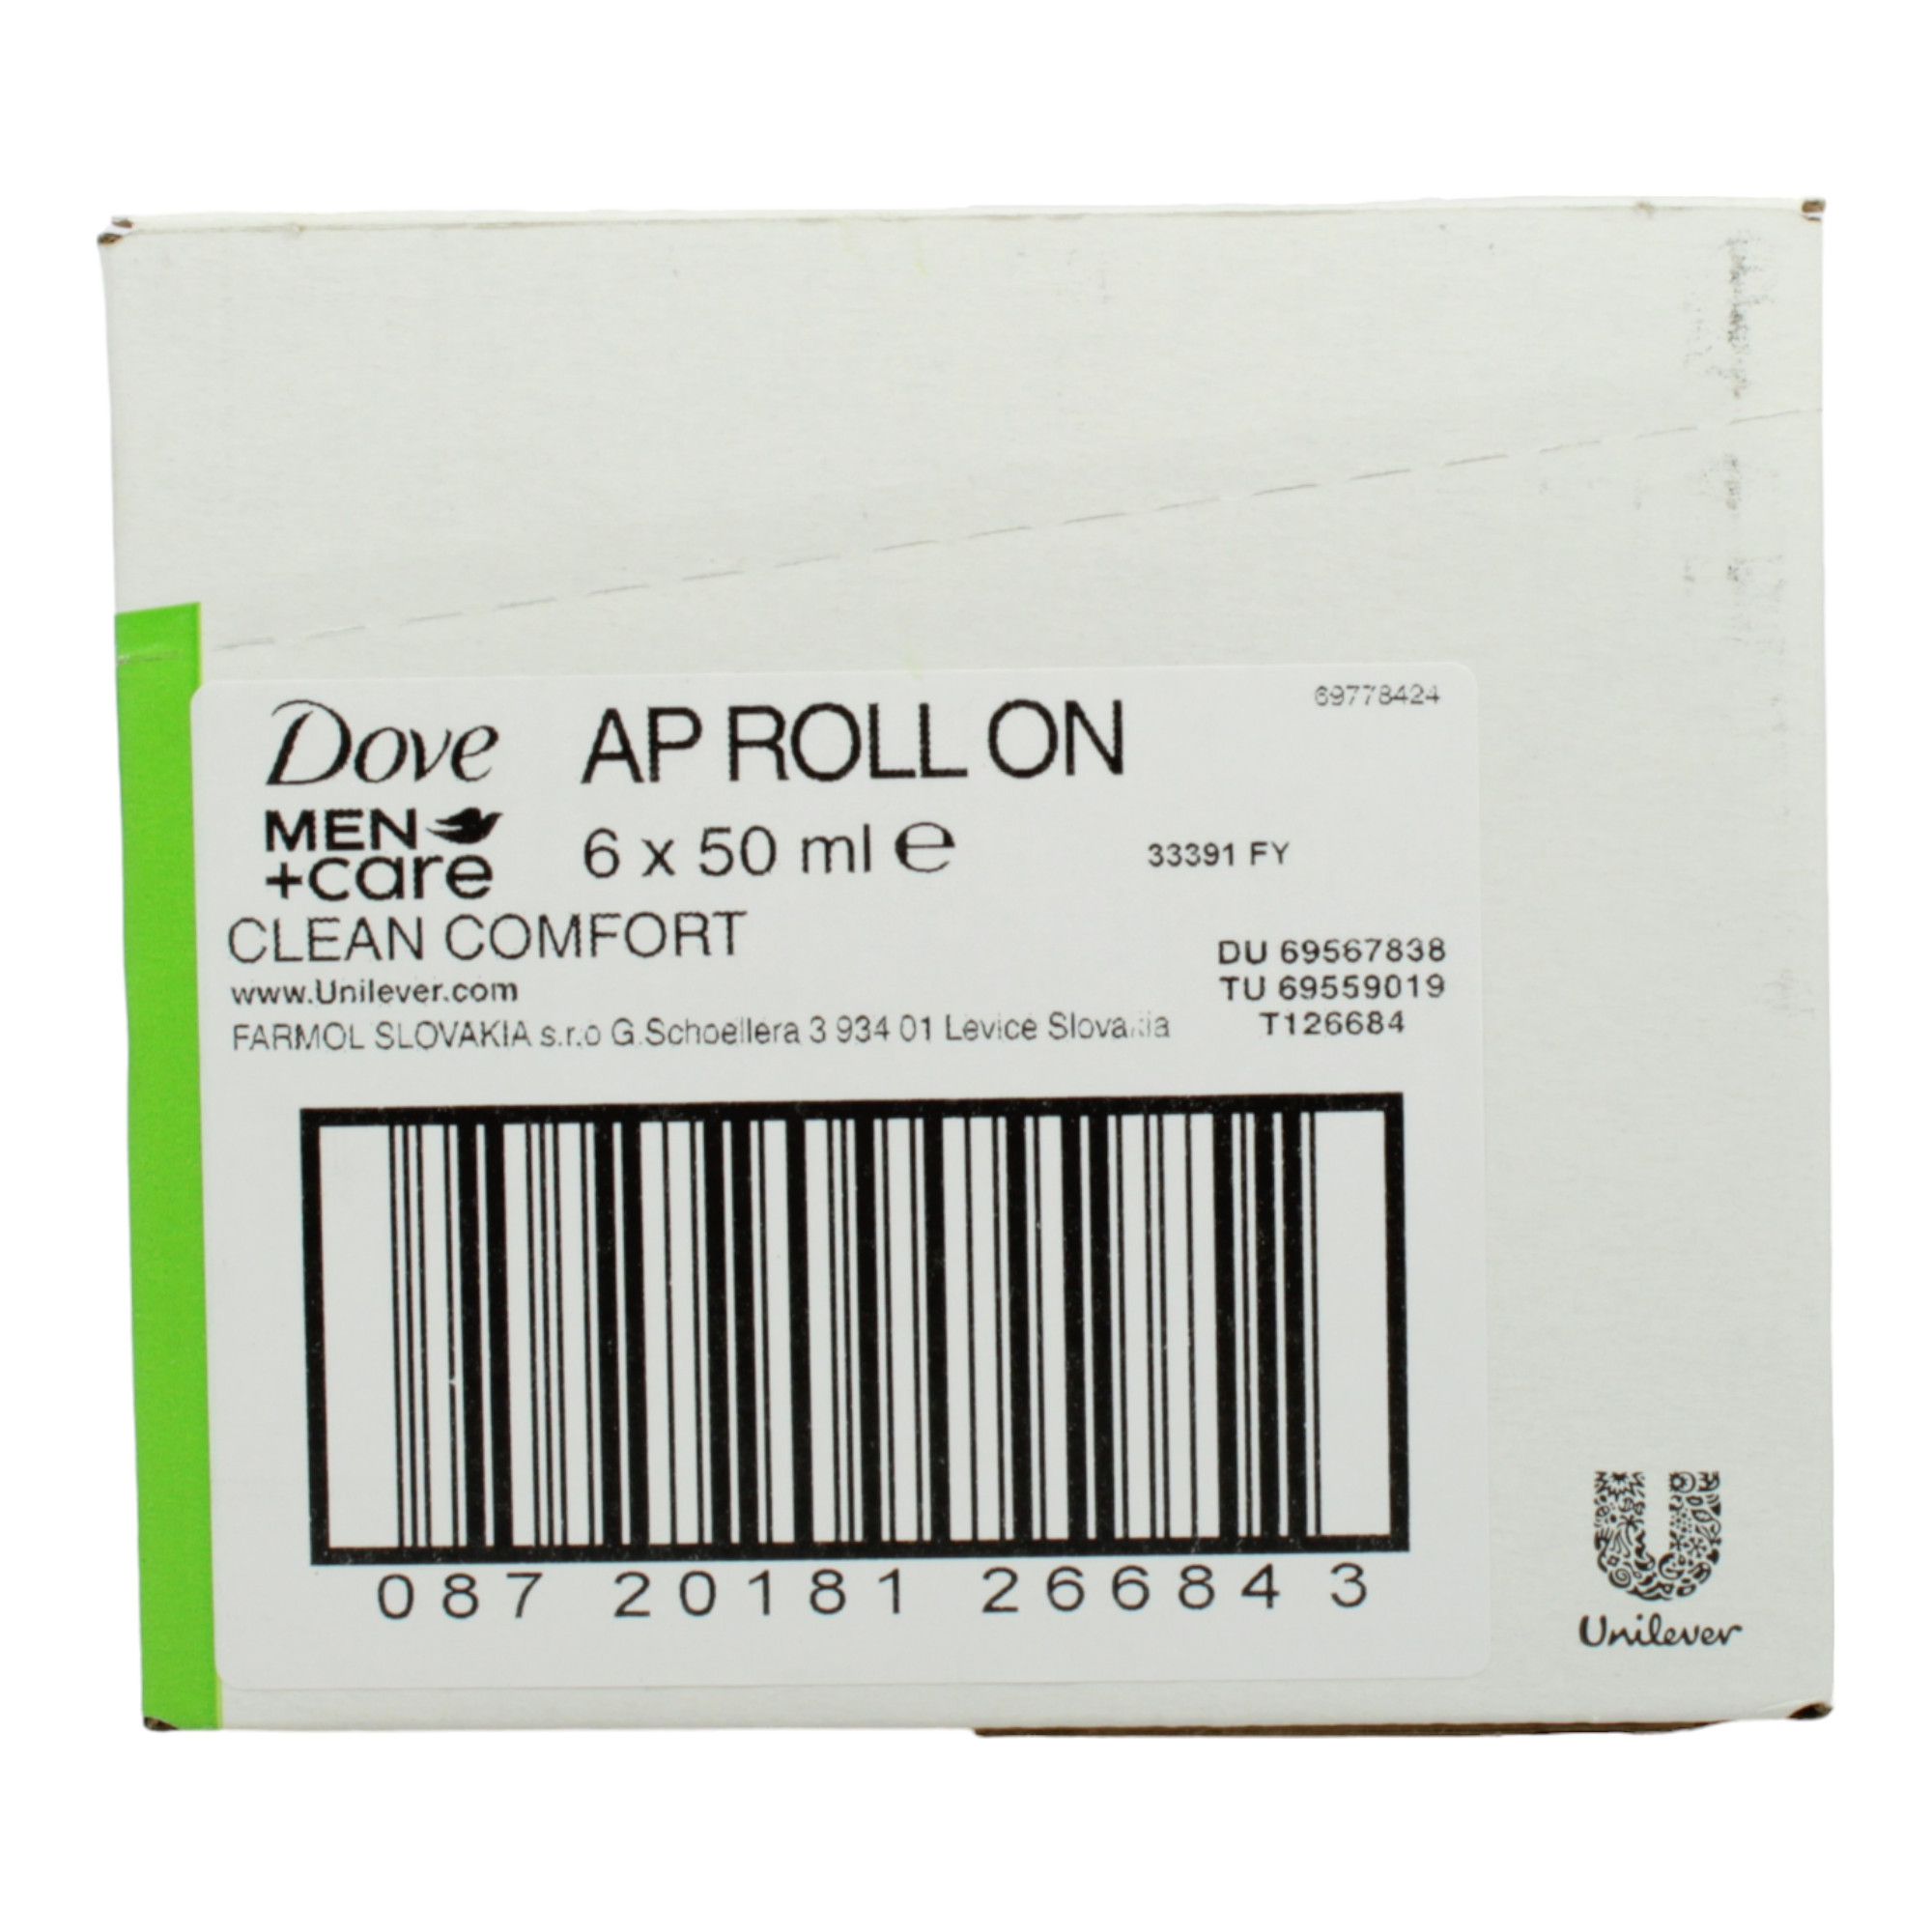 Dove AP ROLL ON 69778424
MEN
+care 6 x 50 ml e 33391 FY
CLEAN COMFORT
DU 69567838
www.Unilever.com TU 69559019
FARMOL SLOVAKIA s.r.o G.Schoellera 3 934 01 Levice Slovakia T126684
087 20181 26684 3
Unilever